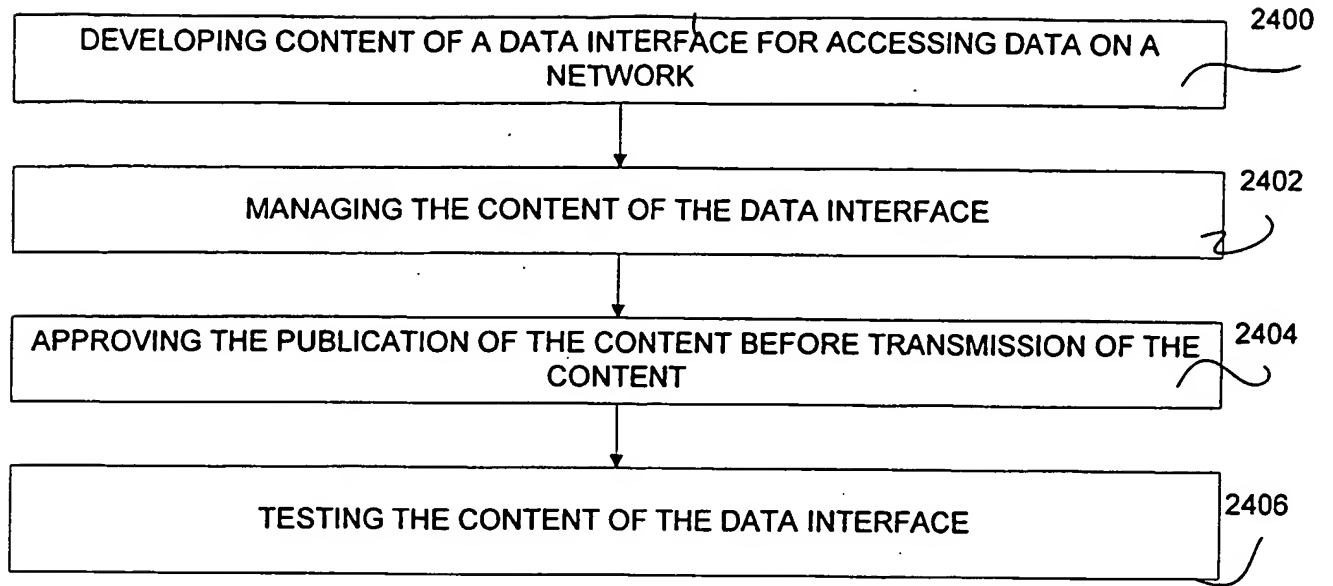 2400
DEVELOPING CONTENT OF A DATA INTERFACE FOR ACCESSING DATA ON A
NETWORK
2402
MANAGING THE CONTENT OF THE DATA INTERFACE
2404
APPROVING THE PUBLICATION OF THE CONTENT BEFORE TRANSMISSION OF THE
CONTENT
2406
TESTING THE CONTENT OF THE DATA INTERFACE